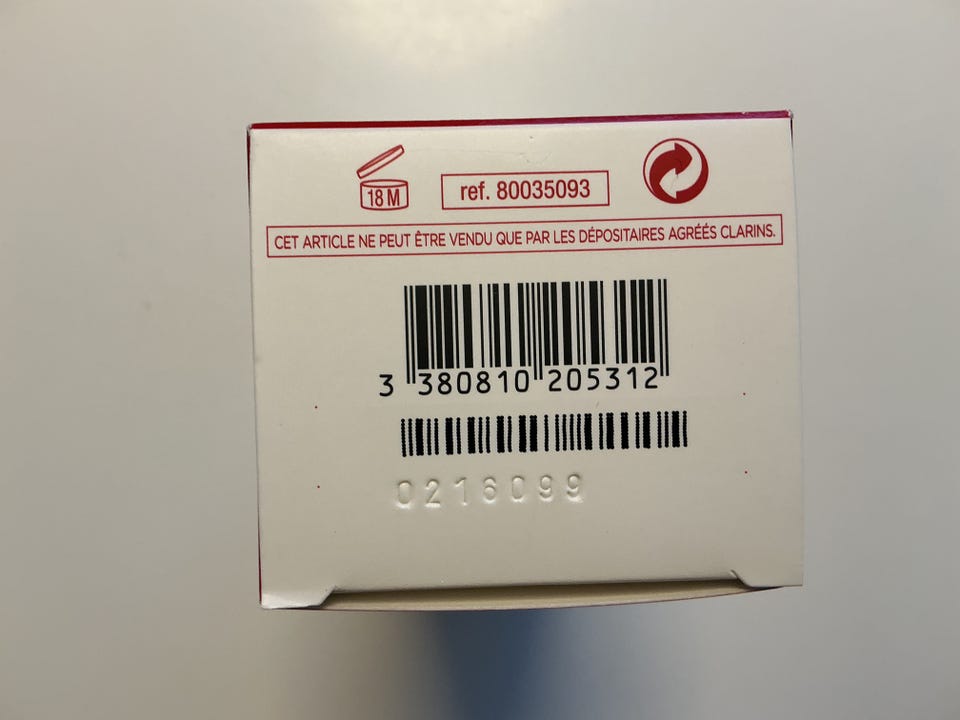 18 M
ref. 80035093
CET ARTICLE NE PEUT ÊTRE VENDU QUE PAR LES DÉPOSITAIRES AGRÉÉS CLARINS.
3 380810 205312
0216099